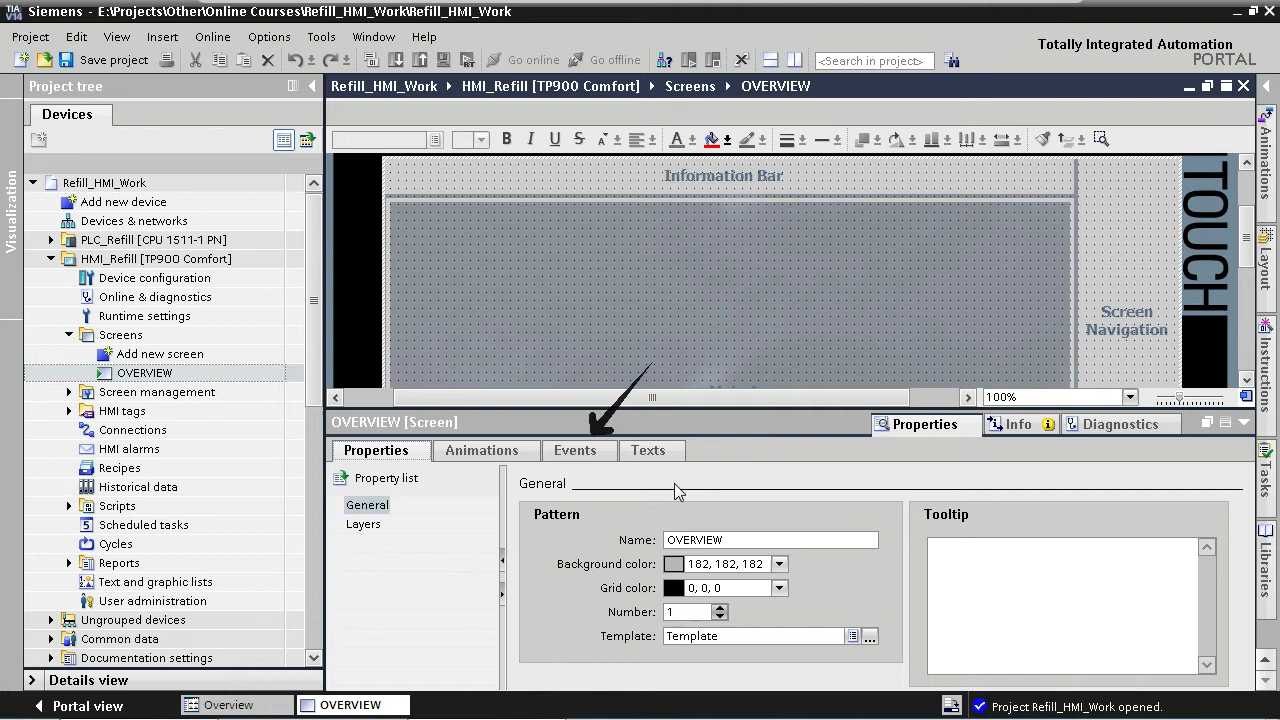 TIA
V14
Siemens - E:\Projects\Other\Online Courses\Refill_HMI_Work\Refill_HMI_Work
Project Edit View Insert Online Options Tools Window Help
Save project
Go online
Go offline
<Search in project>
Totally Integrated Automation
PORTAL
Project tree
Refill_HMI_Work
HMI_Refill [TP900 Comfort]
Screens
OVERVIEW
Devices
B I U S A A
Visualization
Refill_HMI_Work
Add new device
Devices & networks
PLC_Refill [CPU 1511-1 PN]
HMI_Refill [TP900 Comfort]
Device configuration
Online & diagnostics
Runtime settings
Screens
Add new screen
OVERVIEW
Screen management
HMI tags
Connections
HMI alarms
Recipes
Historical data
Scripts
Scheduled tasks
Cycles
Reports
Text and graphic lists
User administration
Ungrouped devices
Common data
Documentation settings
Details view
Information Bar
Screen
Navigation
TOUCH
100%
Animations
Layout
Instructions
Tasks
Libraries
OVERVIEW [Screen]
Properties Info Diagnostics
Properties Animations Events Texts
Property list
General
Layers
General
Pattern
Name: OVERVIEW
Background color: 182, 182, 182
Grid color: 0, 0, 0
Number: 1
Template: Template
...
Tooltip
Portal view
Overview
OVERVIEW
Project Refill_HMI_Work opened.